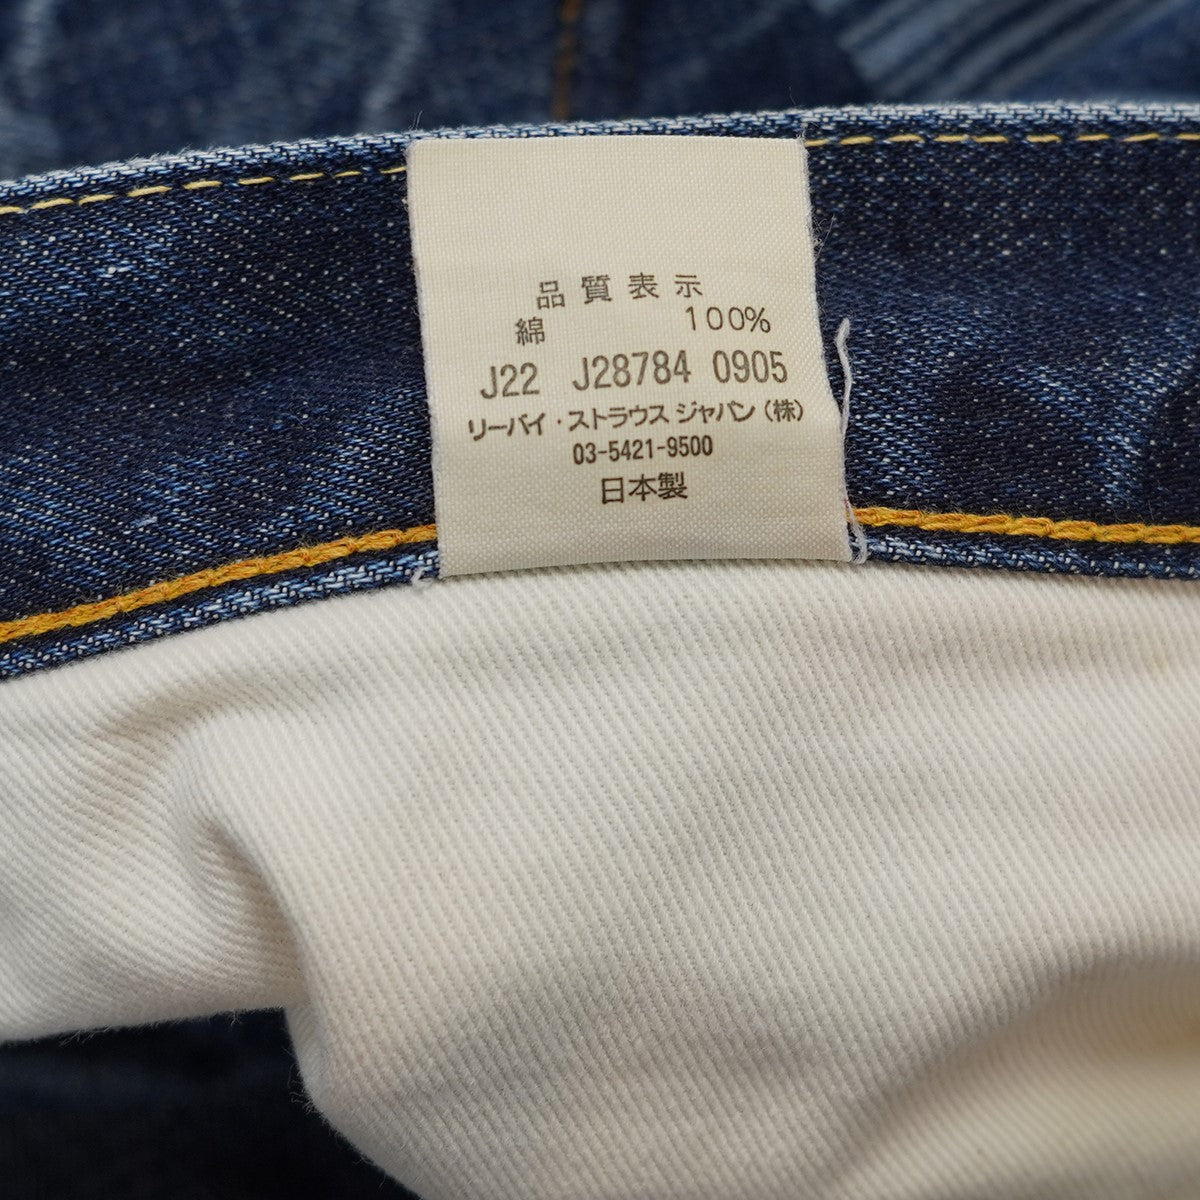 品質表示
綿 100%
J22 J28784 0905
リーバイ・ストラウス ジャパン(株)
03-5421-9500
日本製